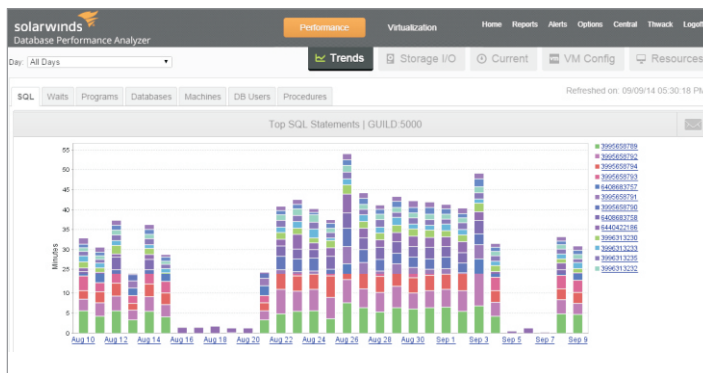 solarwinds
Database Performance Analyzer
Performance
Virtualization
Home Reports Alerts Options Central Thwack Logoff
Day: All Days
Trends
Storage I/O
Current
VM Config
Resources
SQL Waits Programs Databases Machines DB Users Procedures
Refreshed on: 09/09/14 05:30:18 PM
Top SQL Statements | GUILD:5000
Minutes
55
50
45
40
35
30
25
20
15
10
5
0
Aug 10 Aug 12 Aug 14 Aug 16 Aug 18 Aug 20 Aug 22 Aug 24 Aug 26 Aug 28 Aug 30 Sep 1 Sep 3 Sep 5 Sep 7 Sep 9
3995658789
3995658792
3995658794
3995658793
6408683757
3995658791
3995658790
6408683758
6440422186
3996313230
3996313233
3996313235
3996313232